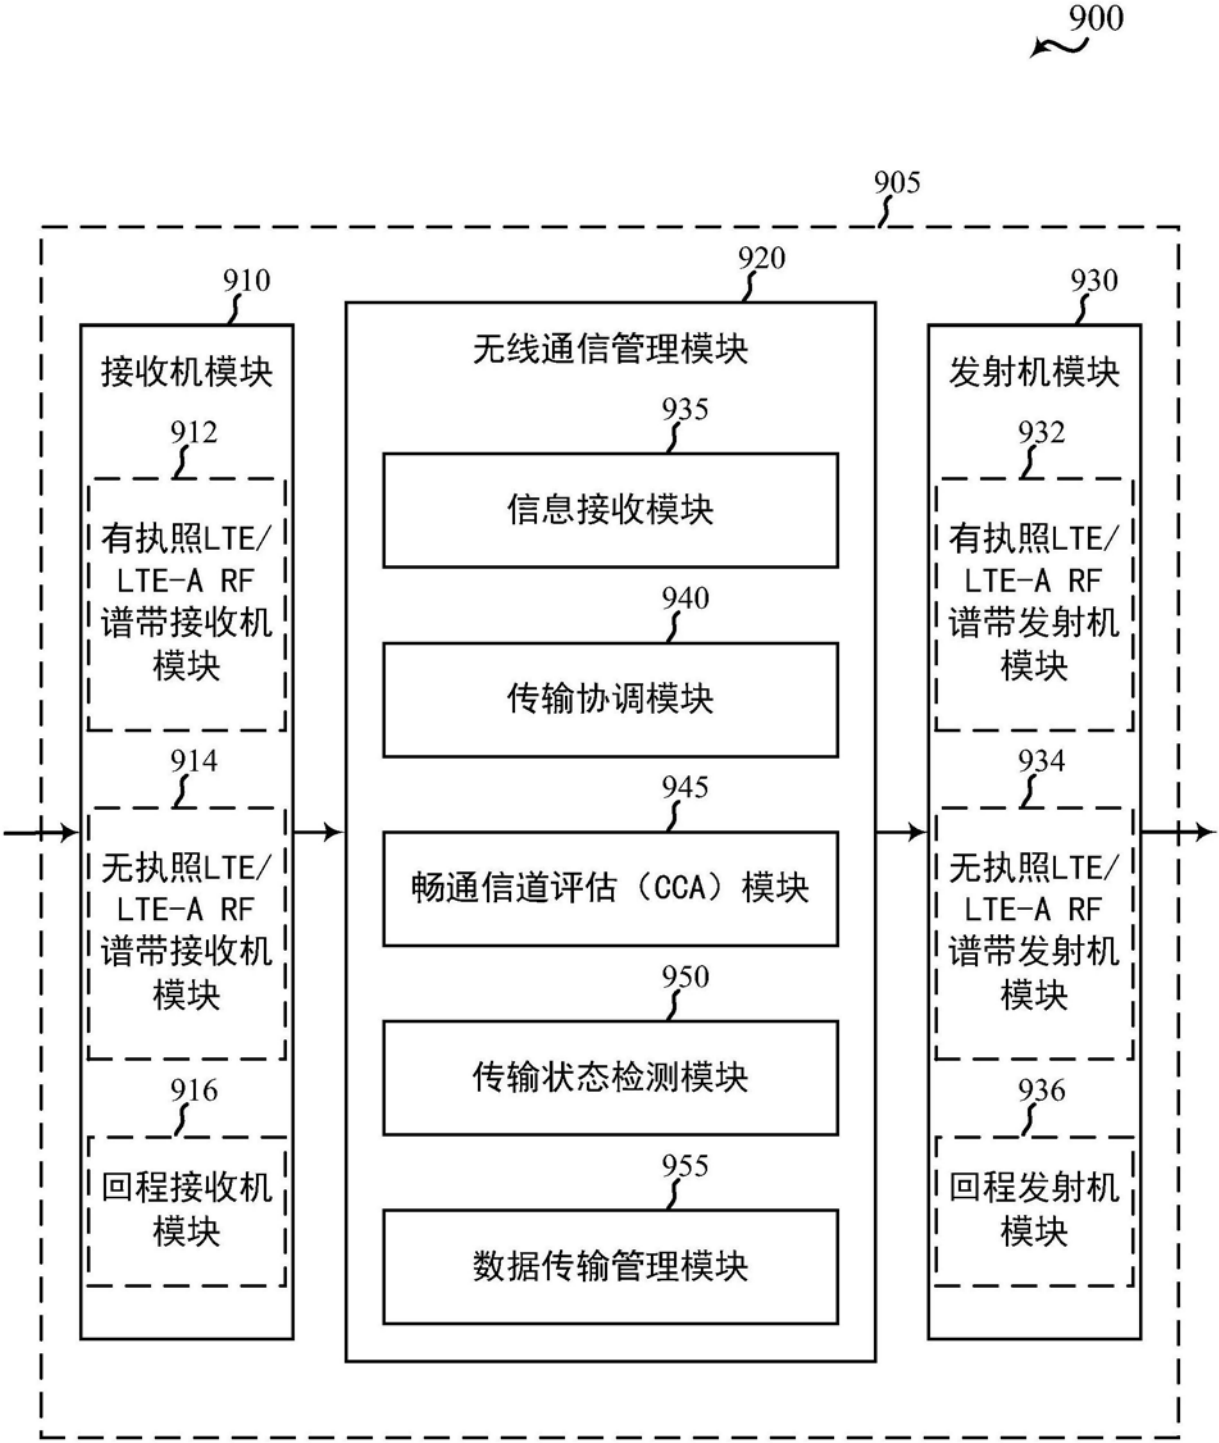 900
905
910
接收机模块
912
有执照LTE/
LTE-A RF
谱带接收机
模块
914
无执照LTE/
LTE-A RF
谱带接收机
模块
916
回程接收机
模块
920
无线通信管理模块
935
信息接收模块
940
传输协调模块
945
畅通信道评估（CCA）模块
950
传输状态检测模块
955
数据传输管理模块
930
发射机模块
932
有执照LTE/
LTE-A RF
谱带发射机
模块
934
无执照LTE/
LTE-A RF
谱带发射机
模块
936
回程发射机
模块